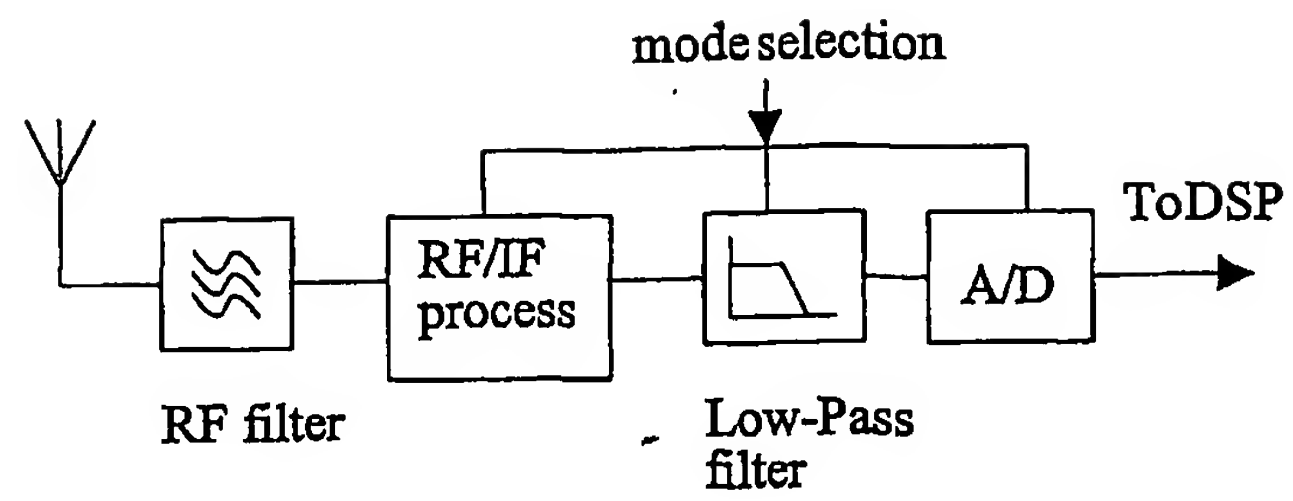 mode selection
ToDSP
RF/IF
process
A/D
RF filter
Low-Pass
filter